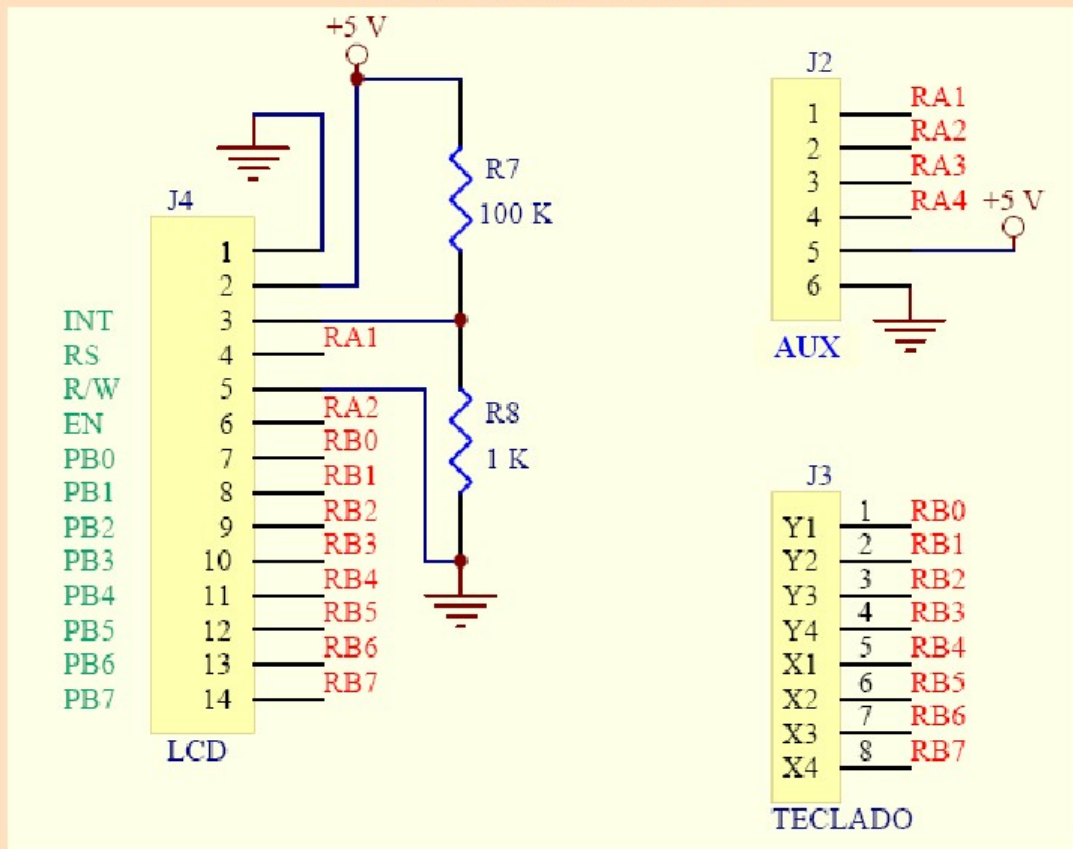 +5 V
R7
100 K
J4
1
2
INT 3
RS 4 RA1
R/W 5
EN 6 RA2
PB0 7 RB0
PB1 8 RB1
PB2 9 RB2
PB3 10 RB3
PB4 11 RB4
PB5 12 RB5
PB6 13 RB6
PB7 14 RB7
LCD
R8
1 K
J2
1 RA1
2 RA2
3 RA3
4 RA4
5 +5 V
6
AUX
J3
Y1 1 RB0
Y2 2 RB1
Y3 3 RB2
Y4 4 RB3
X1 5 RB4
X2 6 RB5
X3 7 RB6
X4 8 RB7
TECLADO